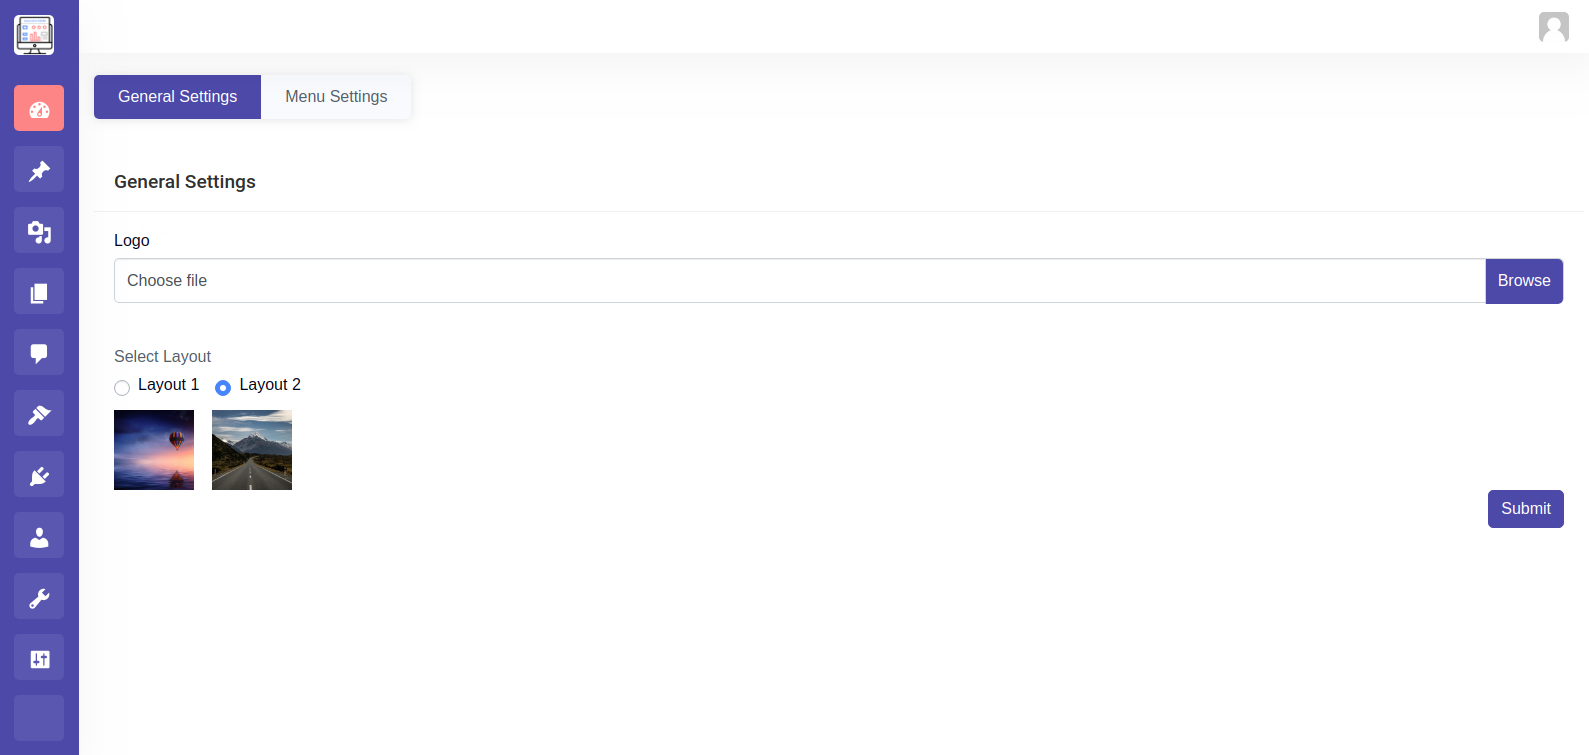 General Settings
Menu Settings
General Settings
Logo
Choose file
Browse
Select Layout
Layout 1
Layout 2
Submit